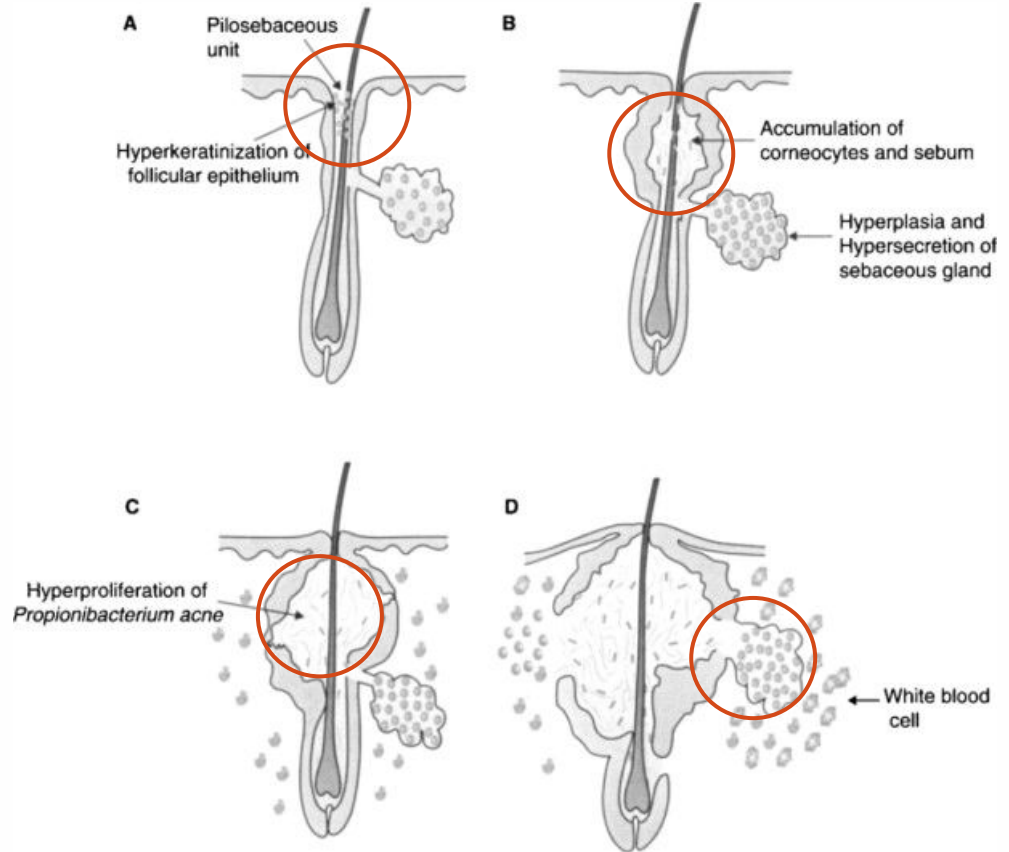 A
Pilosebaceous
unit
Hyperkeratinization of
follicular epithelium
B
Accumulation of
corneocytes and sebum
Hyperplasia and
Hypersecretion of
sebaceous gland
C
Hyperproliferation of
Propionibacterium acne
D
White blood
cell